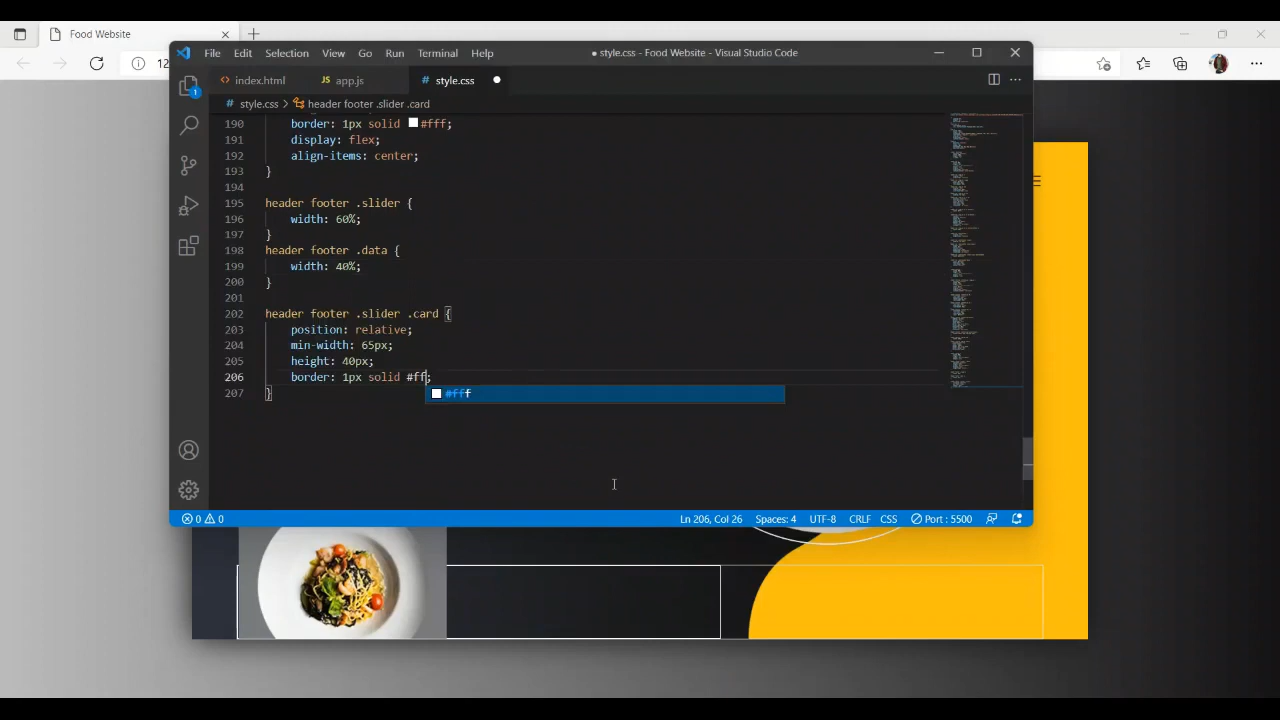 Food Website
12
File Edit Selection View Go Run Terminal Help
● style.css - Food Website - Visual Studio Code
index.html
JS app.js
# style.css
# style.css > header footer .slider .card
190 border: 1px solid #fff;
191 display: flex;
192 align-items: center;
193 }
194
195 header footer .slider {
196 width: 60%;
197 }
198 header footer .data {
199 width: 40%;
200 }
201
202 header footer .slider .card {
203 position: relative;
204 min-width: 65px;
205 height: 40px;
206 border: 1px solid #ff;
#fff
207 }
1
0 0 Ln 206, Col 26 Spaces: 4 UTF-8 CRLF CSS Port : 5500